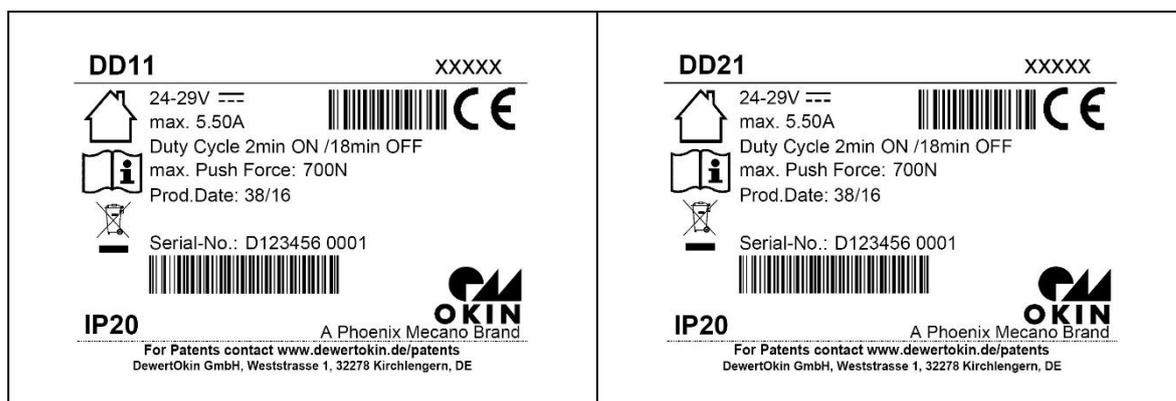 DD11 XXXXX
24-29V
max. 5.50A
Duty Cycle 2min ON /18min OFF
max. Push Force: 700N
Prod.Date: 38/16
Serial-No.: D123456 0001
OKIN
IP20
A Phoenix Mecano Brand
For Patents contact www.dewertokin.de/patents
DewertOkin GmbH, Weststrasse 1, 32278 Kirchlengern, DE
DD21 XXXXX
24-29V
max. 5.50A
Duty Cycle 2min ON /18min OFF
max. Push Force: 700N
Prod.Date: 38/16
Serial-No.: D123456 0001
OKIN
IP20
A Phoenix Mecano Brand
For Patents contact www.dewertokin.de/patents
DewertOkin GmbH, Weststrasse 1, 32278 Kirchlengern, DE